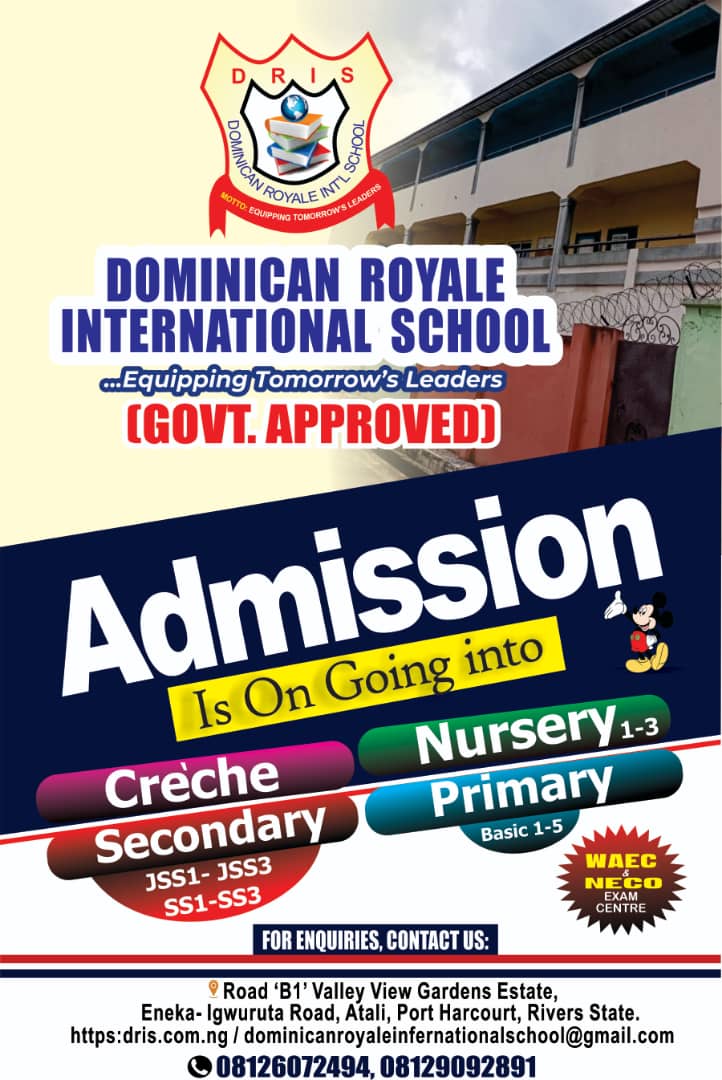 D R I S
DOMINICAN ROYALE INT'L SCHOOL
MOTTO: EQUIPPING TOMORROW'S LEADERS
DOMINICAN ROYALE
INTERNATIONAL SCHOOL
...Equipping Tomorrow's Leaders
(GOVT. APPROVED)
Admission
Is On Going into
Crèche
Nursery 1-3
Secondary
JSS1- JSS3
SS1-SS3
Primary
Basic 1-5
WAEC
&
NECO
EXAM
CENTRE
FOR ENQUIRIES, CONTACT US:
Road ‘B1’ Valley View Gardens Estate,
Eneka- Igwuruta Road, Atali, Port Harcourt, Rivers State.
https:dris.com.ng / dominicanroyaleinfernationalschool@gmail.com
08126072494, 08129092891